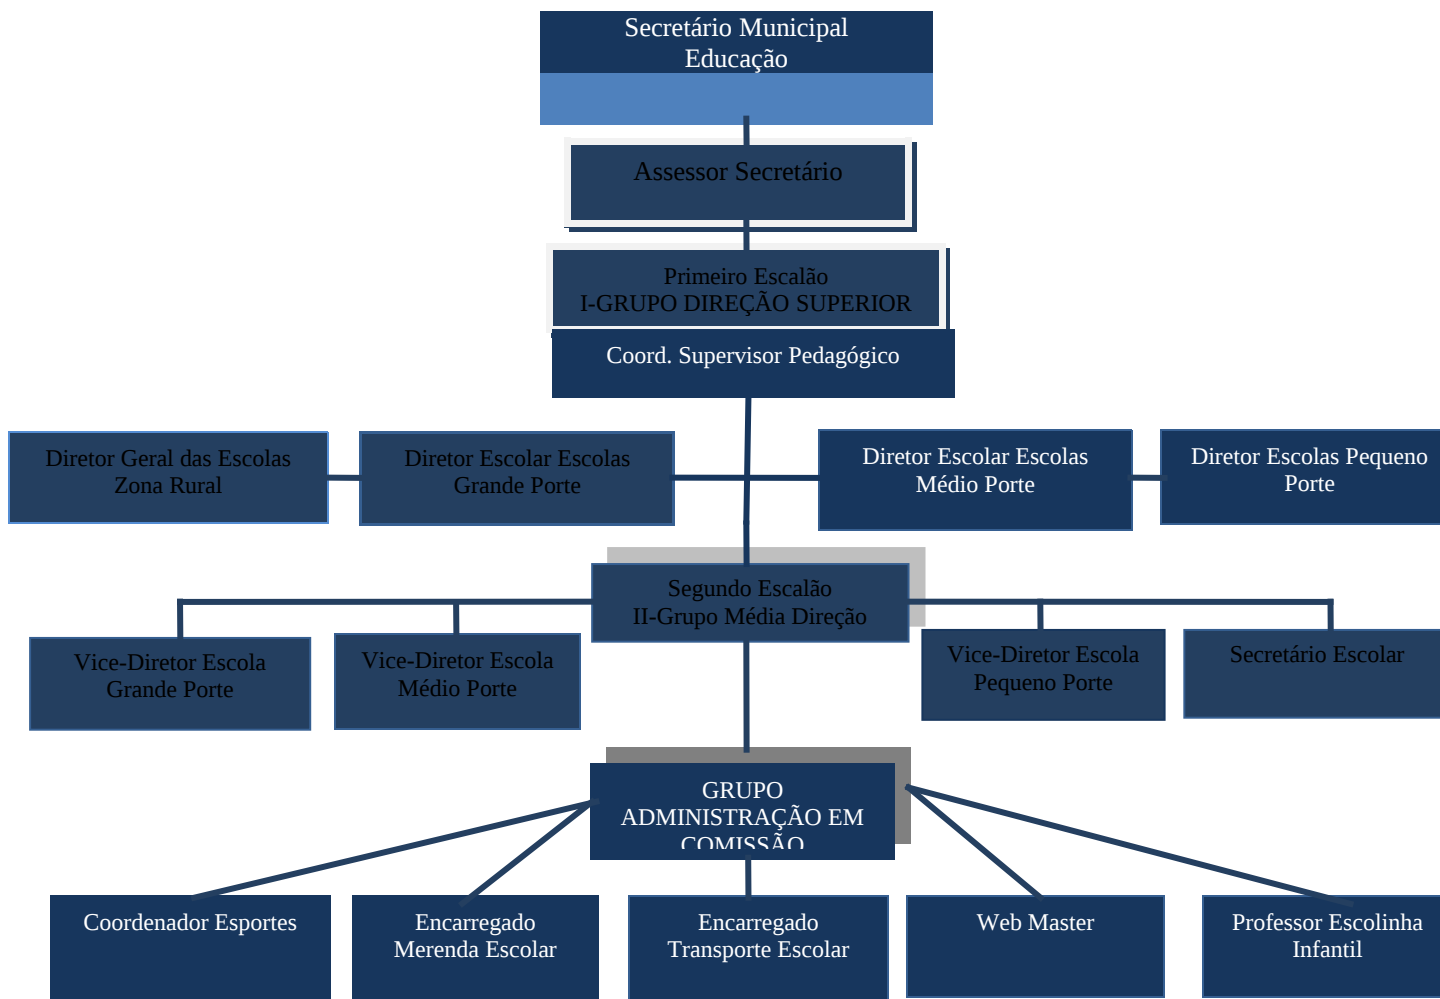 Secretário Municipal
Educação
Assessor Secretário
Primeiro Escalão
I-GRUPO DIREÇÃO SUPERIOR
Coord. Supervisor Pedagógico
Diretor Geral das Escolas
Zona Rural
Diretor Escolar Escolas
Grande Porte
Diretor Escolar Escolas
Médio Porte
Diretor Escolas Pequeno
Porte
Segundo Escalão
II-Grupo Média Direção
Vice-Diretor Escola
Grande Porte
Vice-Diretor Escola
Médio Porte
Vice-Diretor Escola
Pequeno Porte
Secretário Escolar
GRUPO
ADMINISTRAÇÃO EM
COMISSÃO
Coordenador Esportes
Encarregado
Merenda Escolar
Encarregado
Transporte Escolar
Web Master
Professor Escolinha
Infantil